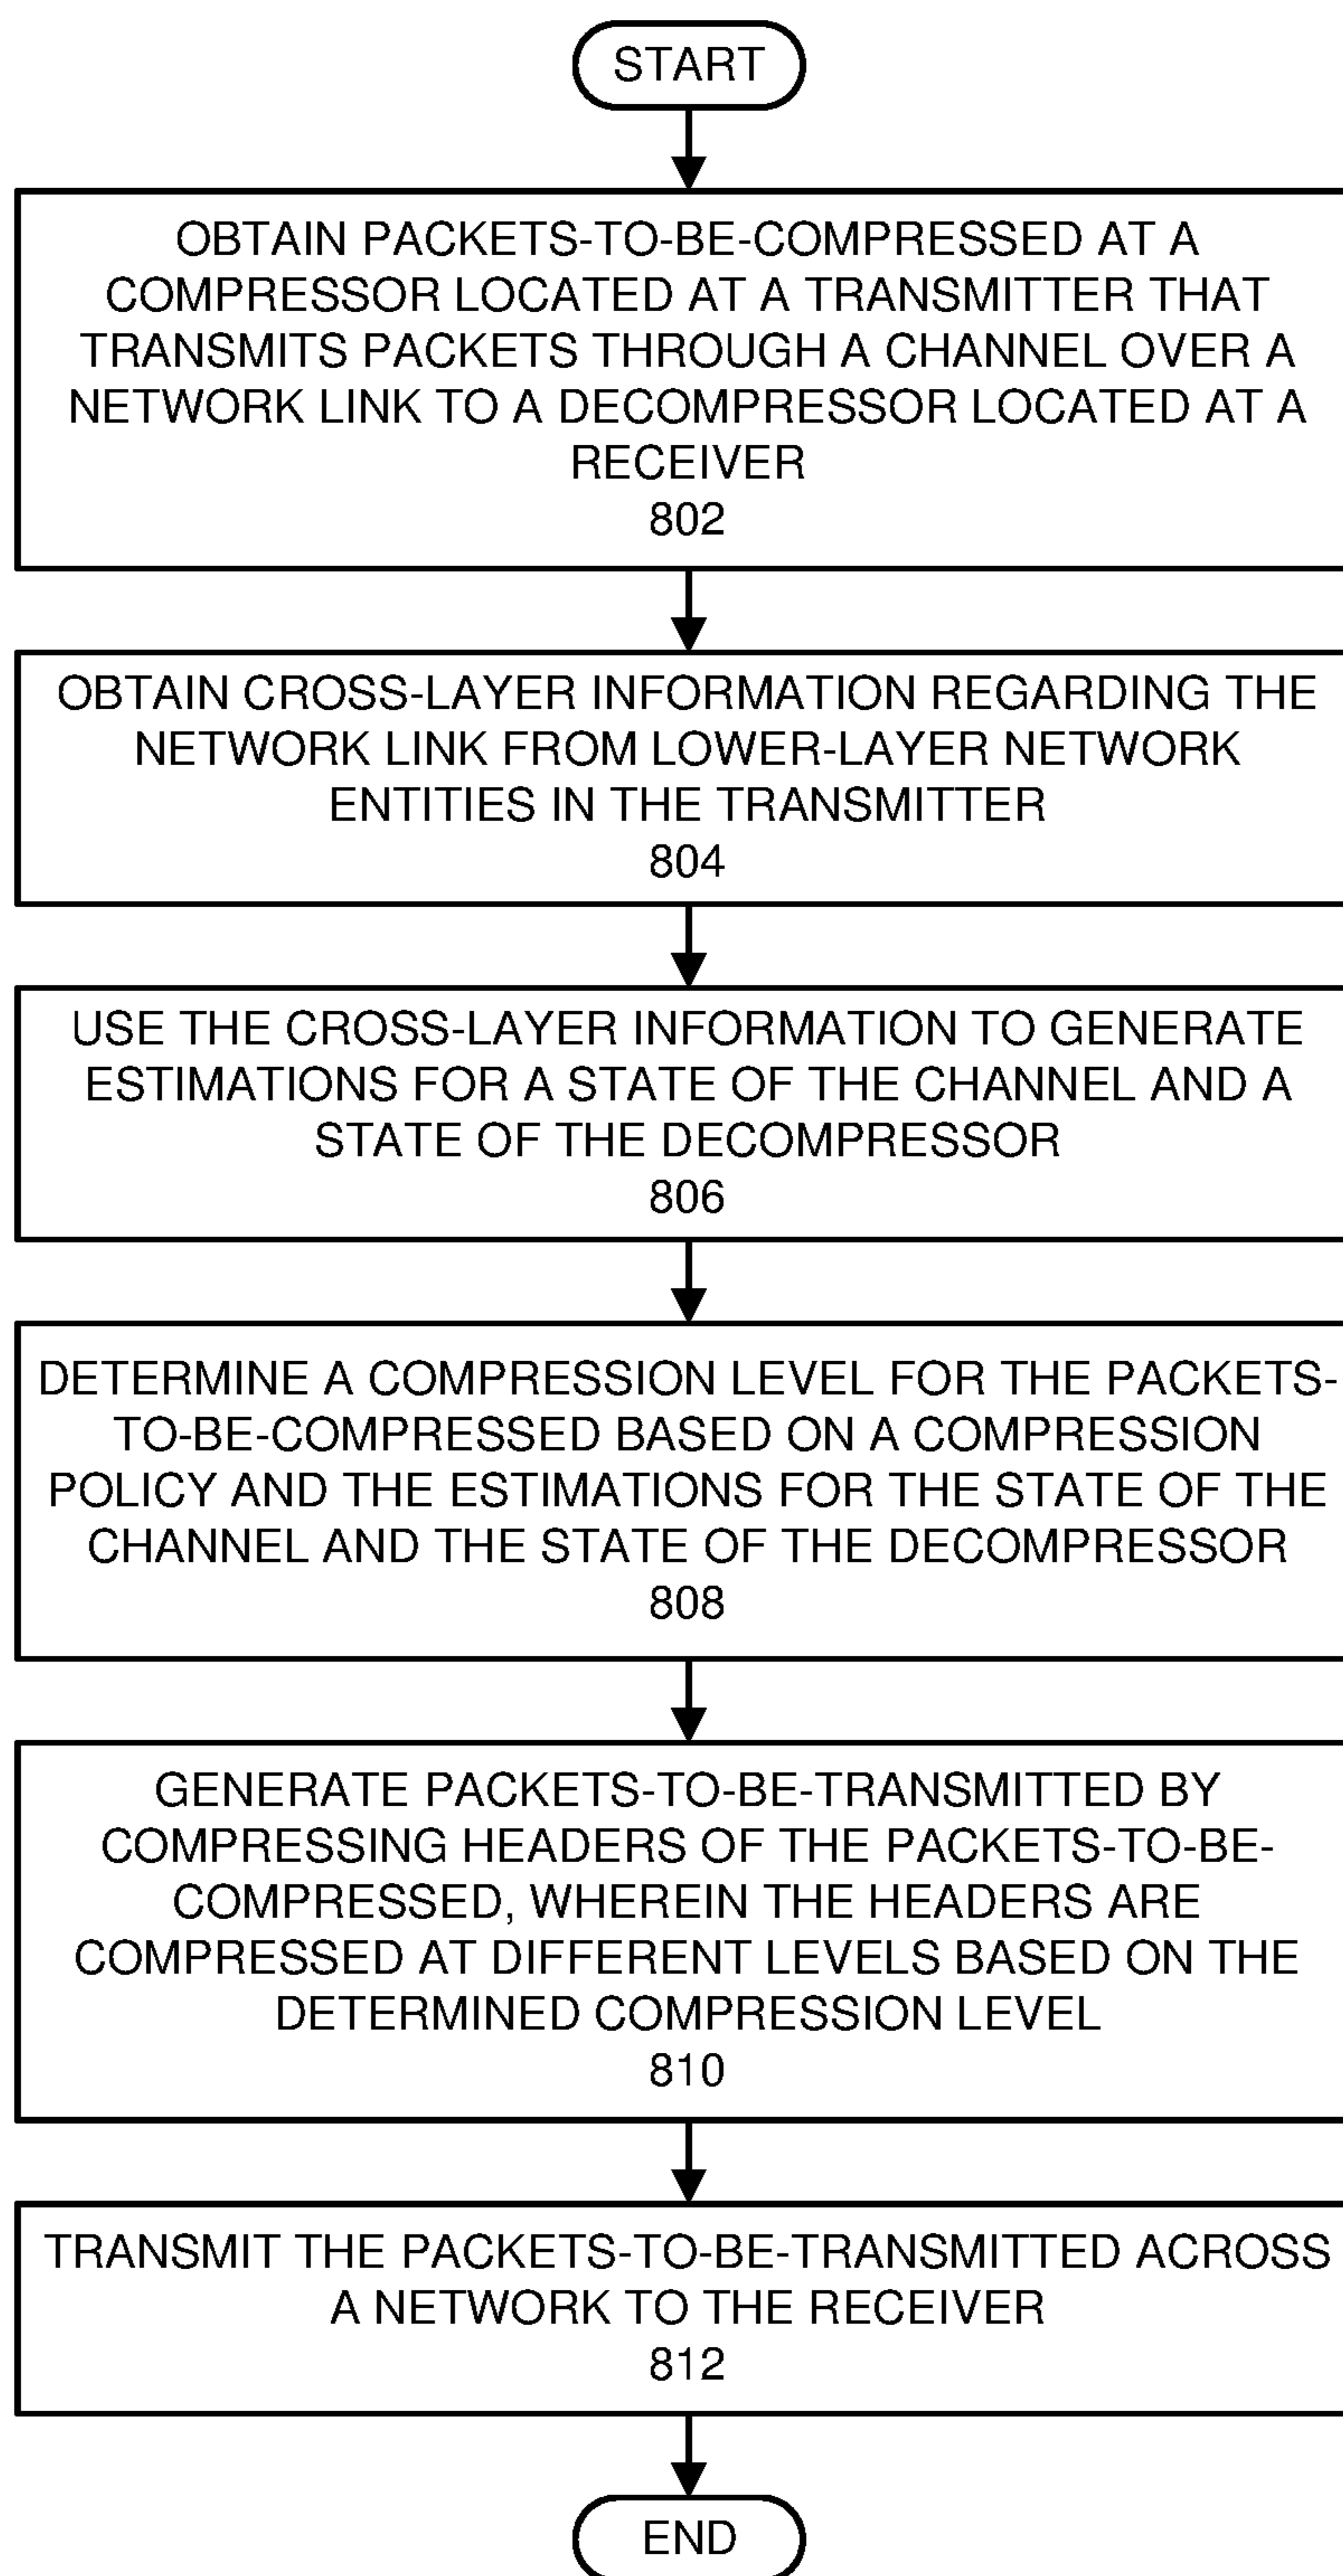 START
OBTAIN PACKETS-TO-BE-COMPRESSED AT A
COMPRESSOR LOCATED AT A TRANSMITTER THAT
TRANSMITS PACKETS THROUGH A CHANNEL OVER A
NETWORK LINK TO A DECOMPRESSOR LOCATED AT A
RECEIVER
802
OBTAIN CROSS-LAYER INFORMATION REGARDING THE
NETWORK LINK FROM LOWER-LAYER NETWORK
ENTITIES IN THE TRANSMITTER
804
USE THE CROSS-LAYER INFORMATION TO GENERATE
ESTIMATIONS FOR A STATE OF THE CHANNEL AND A
STATE OF THE DECOMPRESSOR
806
DETERMINE A COMPRESSION LEVEL FOR THE PACKETS-
TO-BE-COMPRESSED BASED ON A COMPRESSION
POLICY AND THE ESTIMATIONS FOR THE STATE OF THE
CHANNEL AND THE STATE OF THE DECOMPRESSOR
808
GENERATE PACKETS-TO-BE-TRANSMITTED BY
COMPRESSING HEADERS OF THE PACKETS-TO-BE-
COMPRESSED, WHEREIN THE HEADERS ARE
COMPRESSED AT DIFFERENT LEVELS BASED ON THE
DETERMINED COMPRESSION LEVEL
810
TRANSMIT THE PACKETS-TO-BE-TRANSMITTED ACROSS
A NETWORK TO THE RECEIVER
812
END